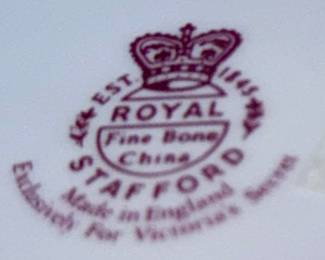 EST. 1845
ROYAL
Fine Bone
China
STAFFORD
Made in England
Exclusively For Victoria's Secret